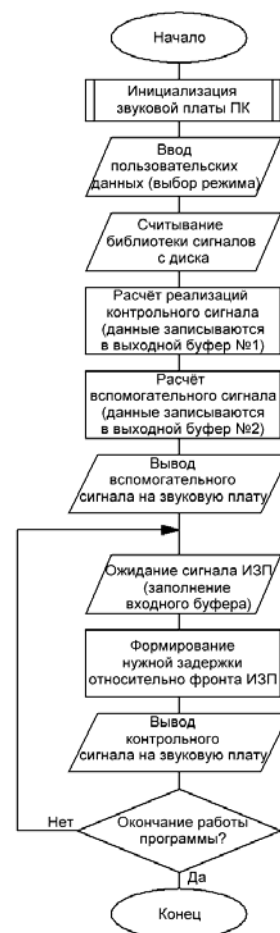 Начало
Инициализация
звуковой платы ПК
Ввод
пользовательских
данных (выбор режима)
Считывание
библиотеки сигналов
с диска
Расчёт реализаций
контрольного сигнала
(данные записываются
в выходной буфер №1)
Расчёт
вспомогательного сигнала
(данные записываются
в выходной буфер №2)
Вывод
вспомогательного
сигнала на звуковую плату
Ожидание сигнала ИЗП
(заполнение
входного буфера)
Формирование
нужной задержки
относительно фронта ИЗП
Вывод
контрольного
сигнала на звуковую плату
Нет
Окончание работы
программы?
Да
Конец